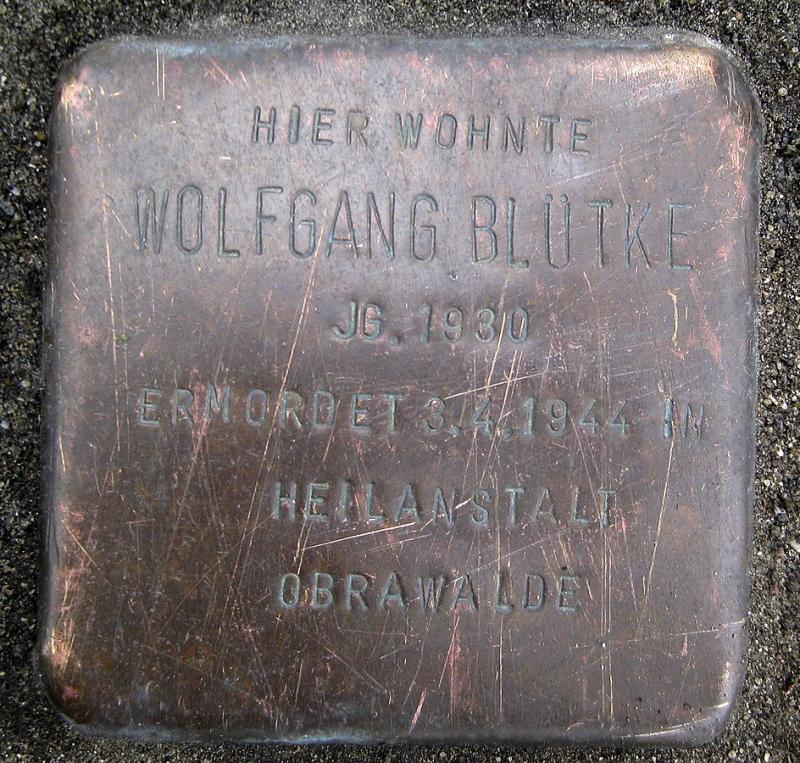 HIER WOHNTE
WOLFGANG BLÜTKE
JG. 1930
ERMORDET 3.4.1944 IN
HEILANSTALT
OBRAWALDE